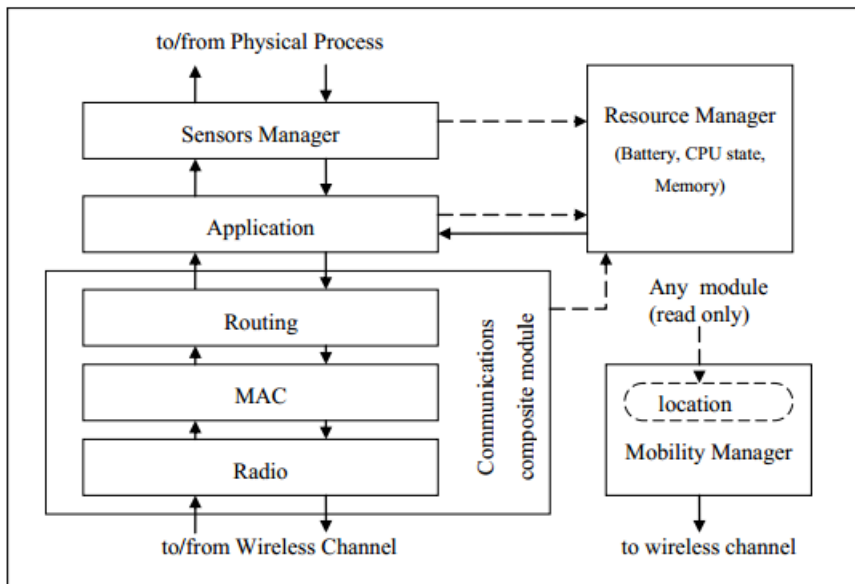 to/from Physical Process
Sensors Manager
Application
Routing
MAC
Radio
Communications
composite module
to/from Wireless Channel
Resource Manager
(Battery, CPU state,
Memory)
Any module
(read only)
location
Mobility Manager
to wireless channel